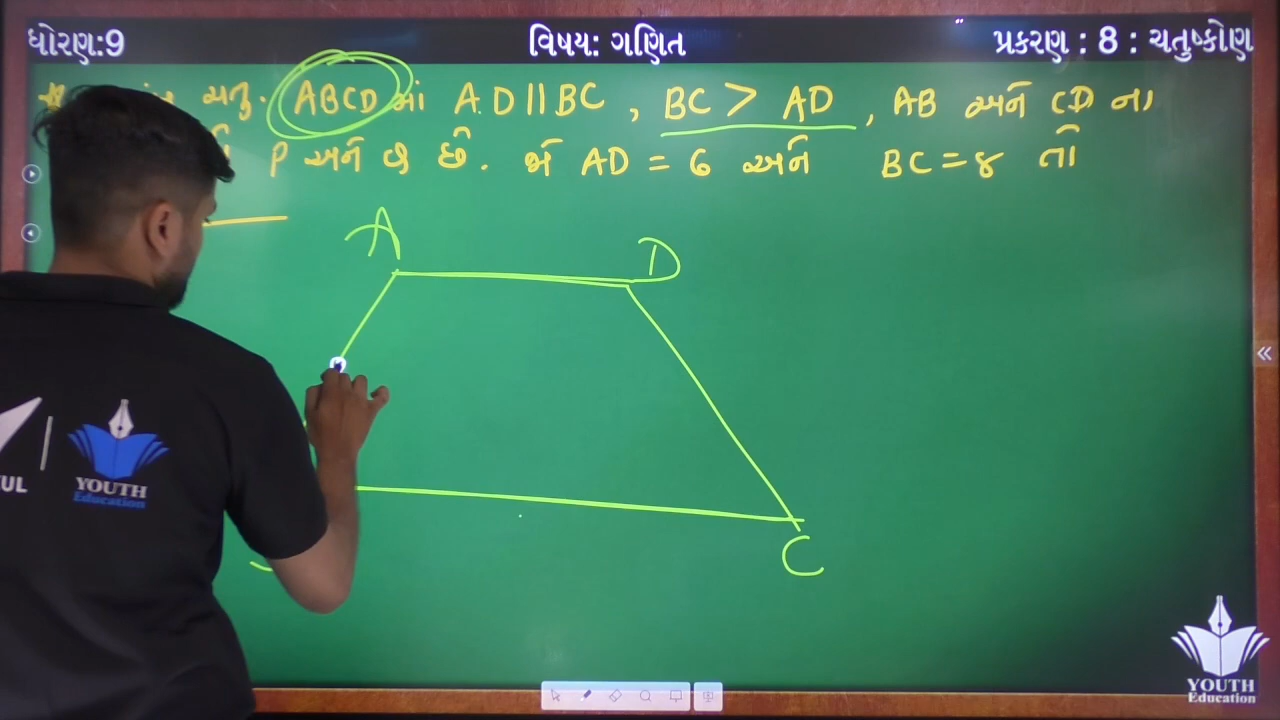 ધોરણ:9
વિષય: ગણિત
પ્રકરણ : 8 : ચતુષ્કોણ
ચતુ. ABCD માં AD||BC , BC > AD , AB અને CD ના
P અને Q છે. જો AD = 6 અને BC = 8 તો
A
D
C
YOUTH
Education
YOUTH
Education